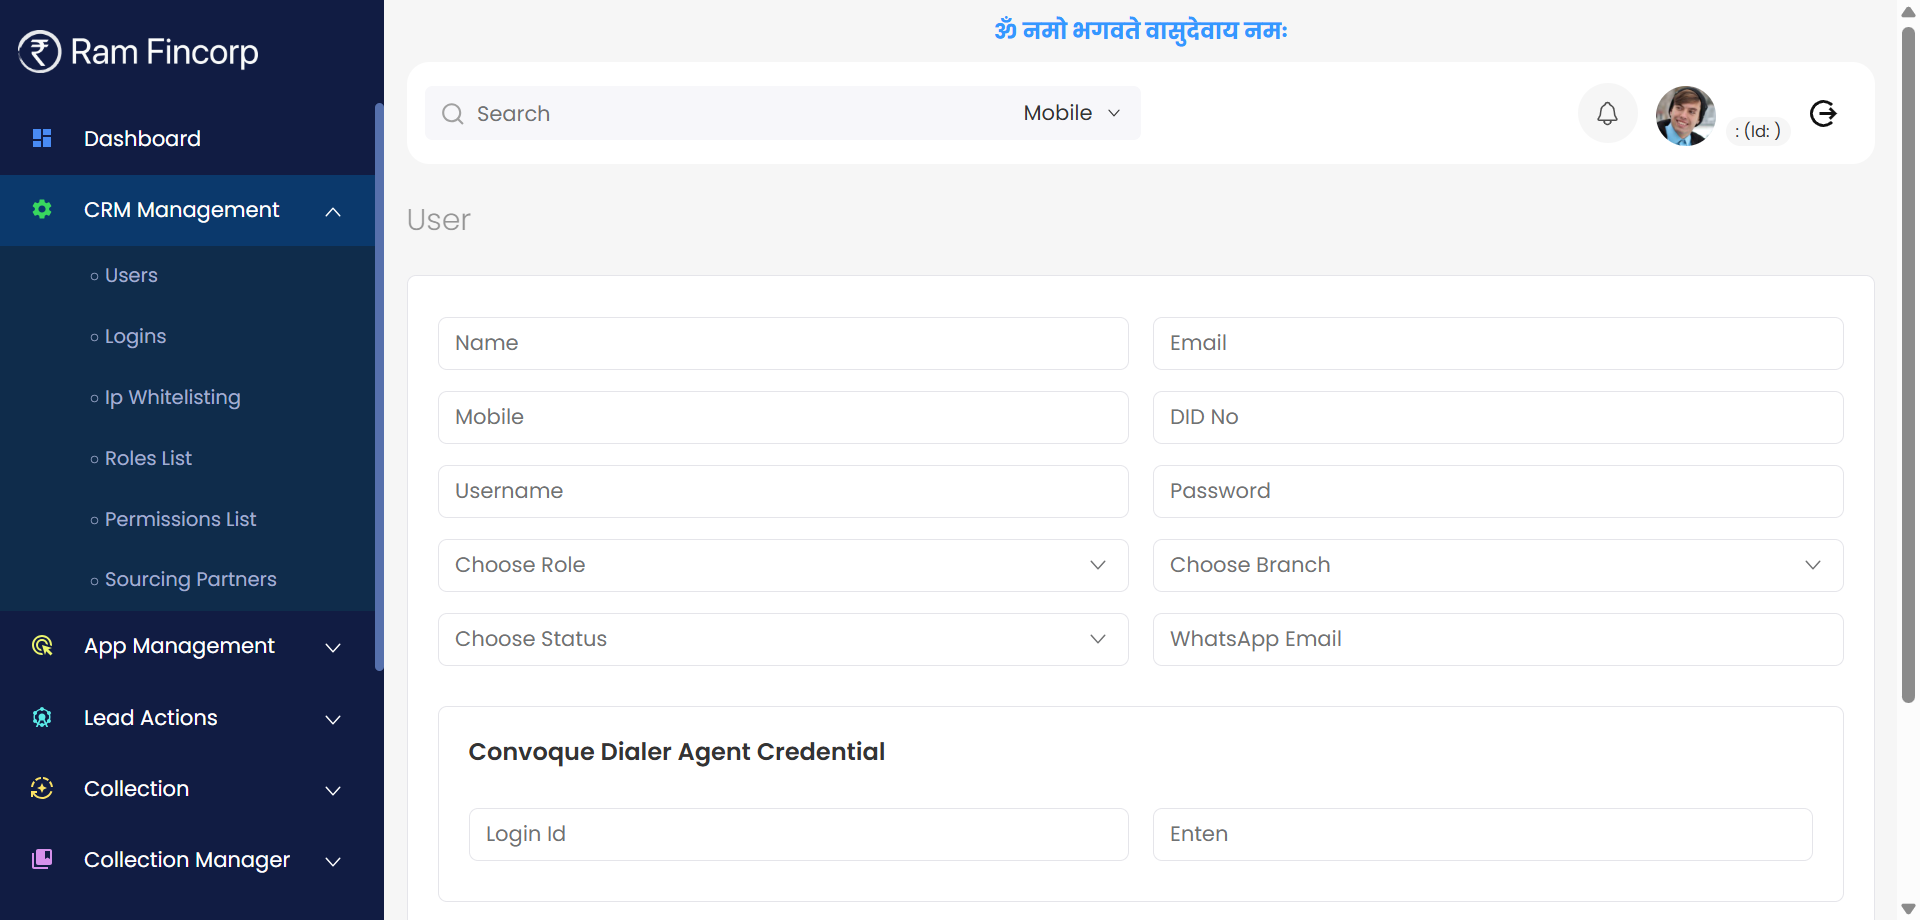 ॐ नमो भगवते वासुदेवाय नमः
Ram Fincorp
Search
Mobile
: (Id: )
Dashboard
CRM Management
Users
Logins
Ip Whitelisting
Roles List
Permissions List
Sourcing Partners
App Management
Lead Actions
Collection
Collection Manager
User
Name
Email
Mobile
DID No
Username
Password
Choose Role
Choose Branch
Choose Status
WhatsApp Email
Convoque Dialer Agent Credential
Login Id
Enten